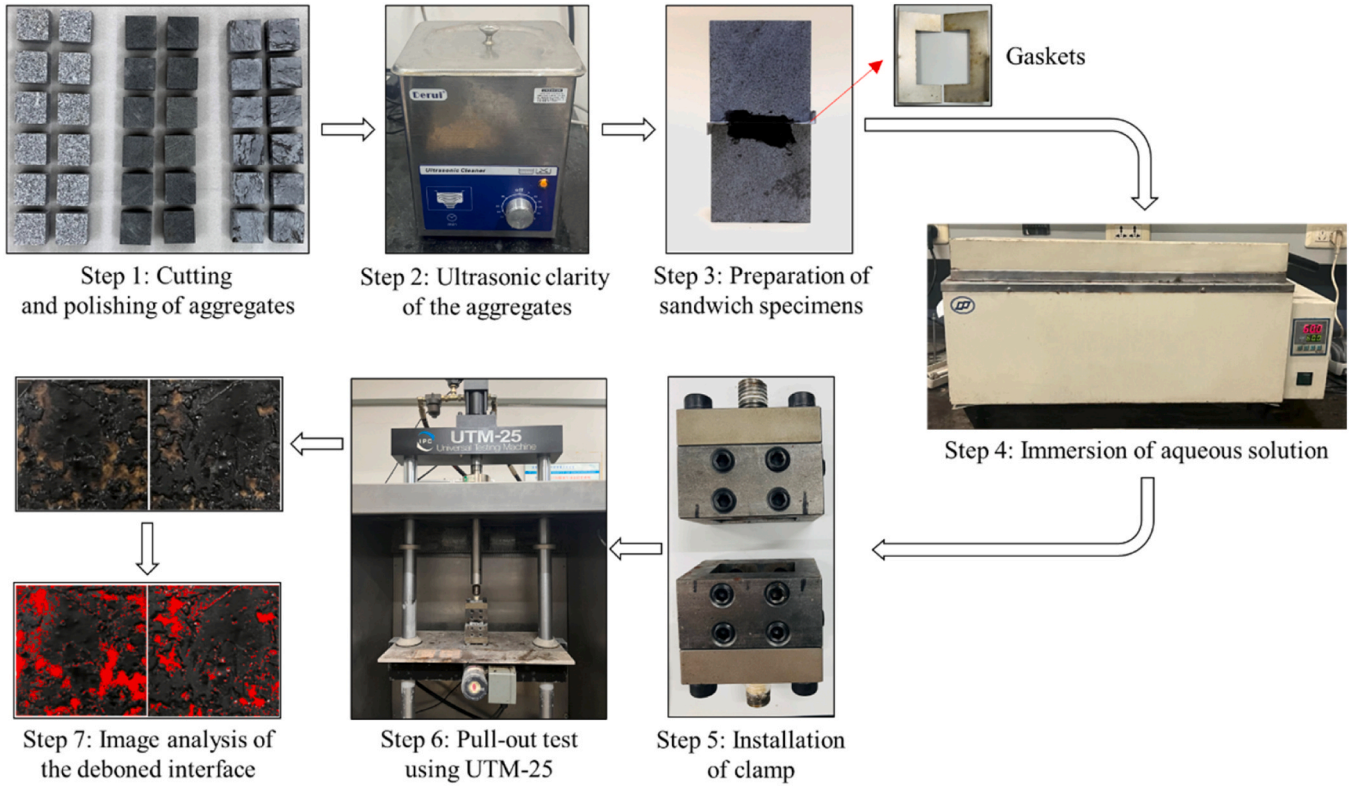 Derui
Ultrasonic Cleaner
Gaskets
Step 1: Cutting
and polishing of aggregates
Step 2: Ultrasonic clarity
of the aggregates
Step 3: Preparation of
sandwich specimens
Step 4: Immersion of aqueous solution
IPC
UTM-25
Universal Testing Machine
Step 7: Image analysis of
the deboned interface
Step 6: Pull-out test
using UTM-25
Step 5: Installation
of clamp